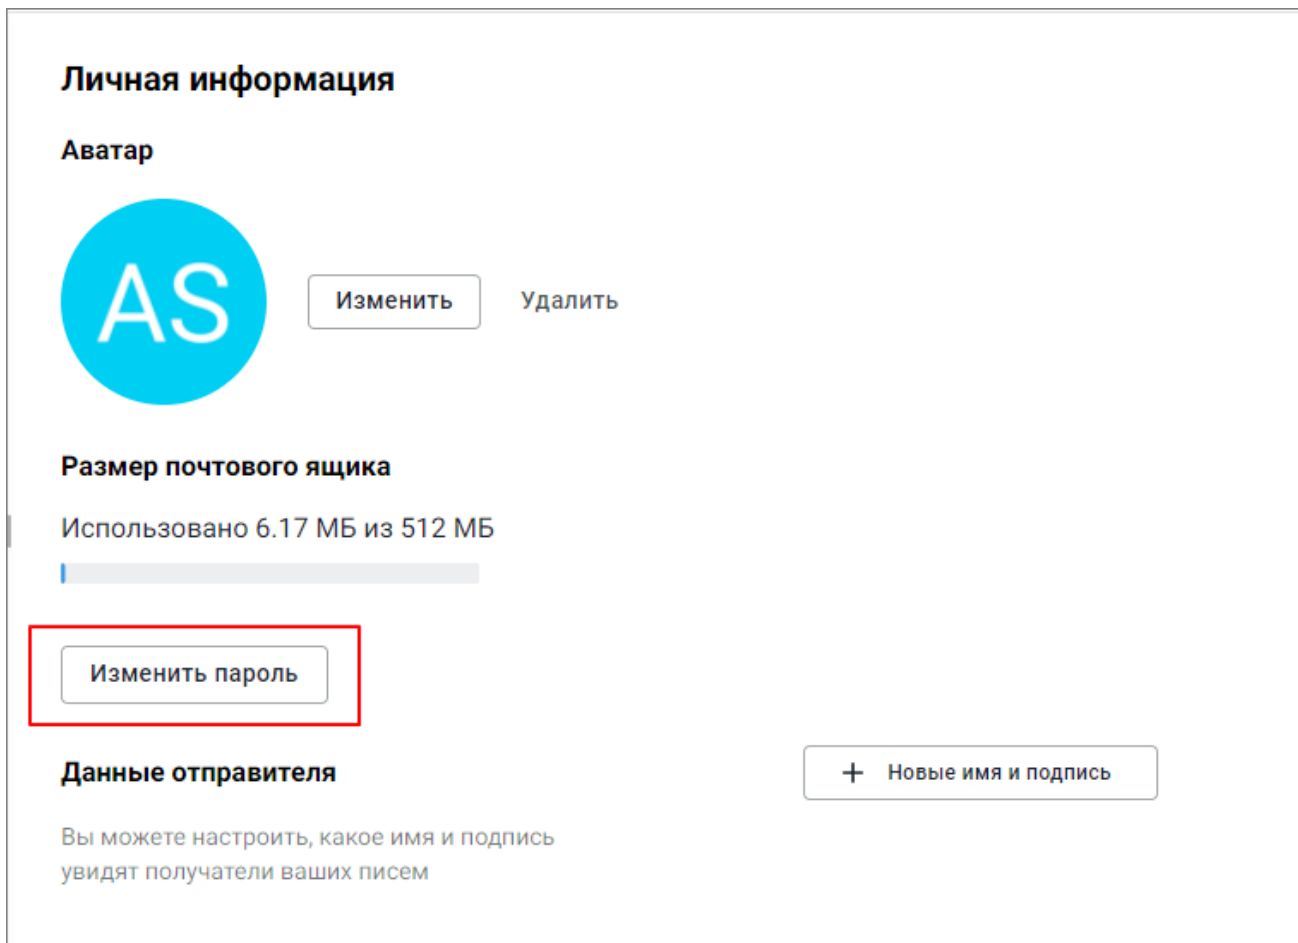 Личная информация
Аватар
AS
Изменить
Удалить
Размер почтового ящика
Использовано 6.17 МБ из 512 МБ
Изменить пароль
Данные отправителя
+ Новые имя и подпись
Вы можете настроить, какое имя и подпись
увидят получатели ваших писем